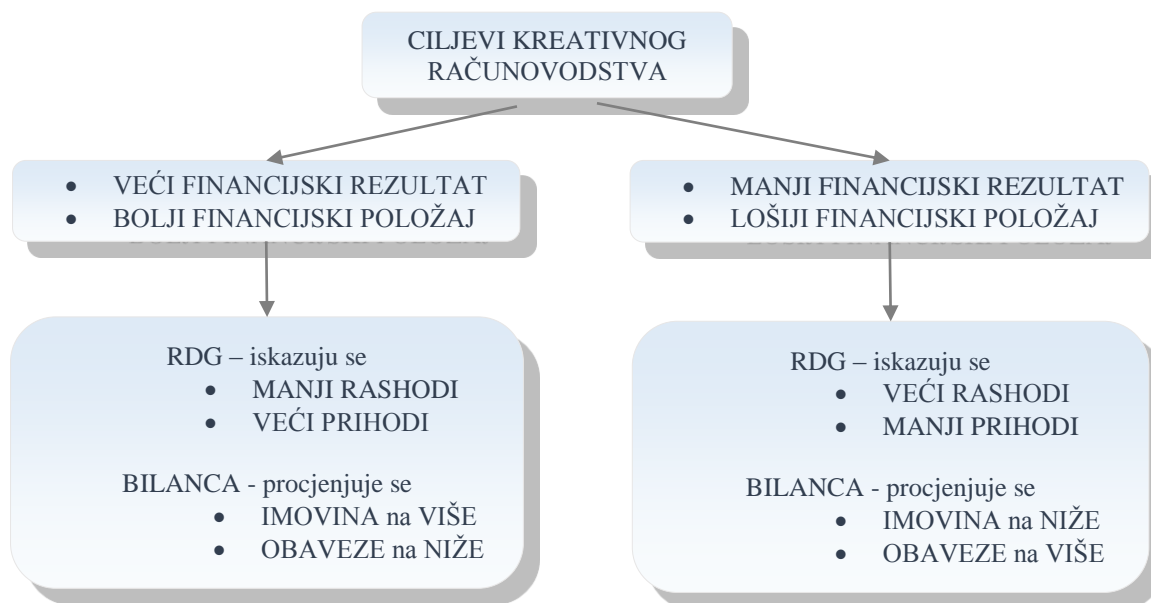 CILJEVI KREATIVNOG
RAČUNOVODSTVA
• VEĆI FINANCIJSKI REZULTAT
• BOLJI FINANCIJSKI POLOŽAJ
• MANJI FINANCIJSKI REZULTAT
• LOŠIJI FINANCIJSKI POLOŽAJ
RDG – iskazuju se
• MANJI RASHODI
• VEĆI PRIHODI
BILANCA - procjenjuje se
• IMOVINA na VIŠE
• OBAVEZE na NIŽE
RDG – iskazuju se
• VEĆI RASHODI
• MANJI PRIHODI
BILANCA - procjenjuje se
• IMOVINA na NIŽE
• OBAVEZE na VIŠE